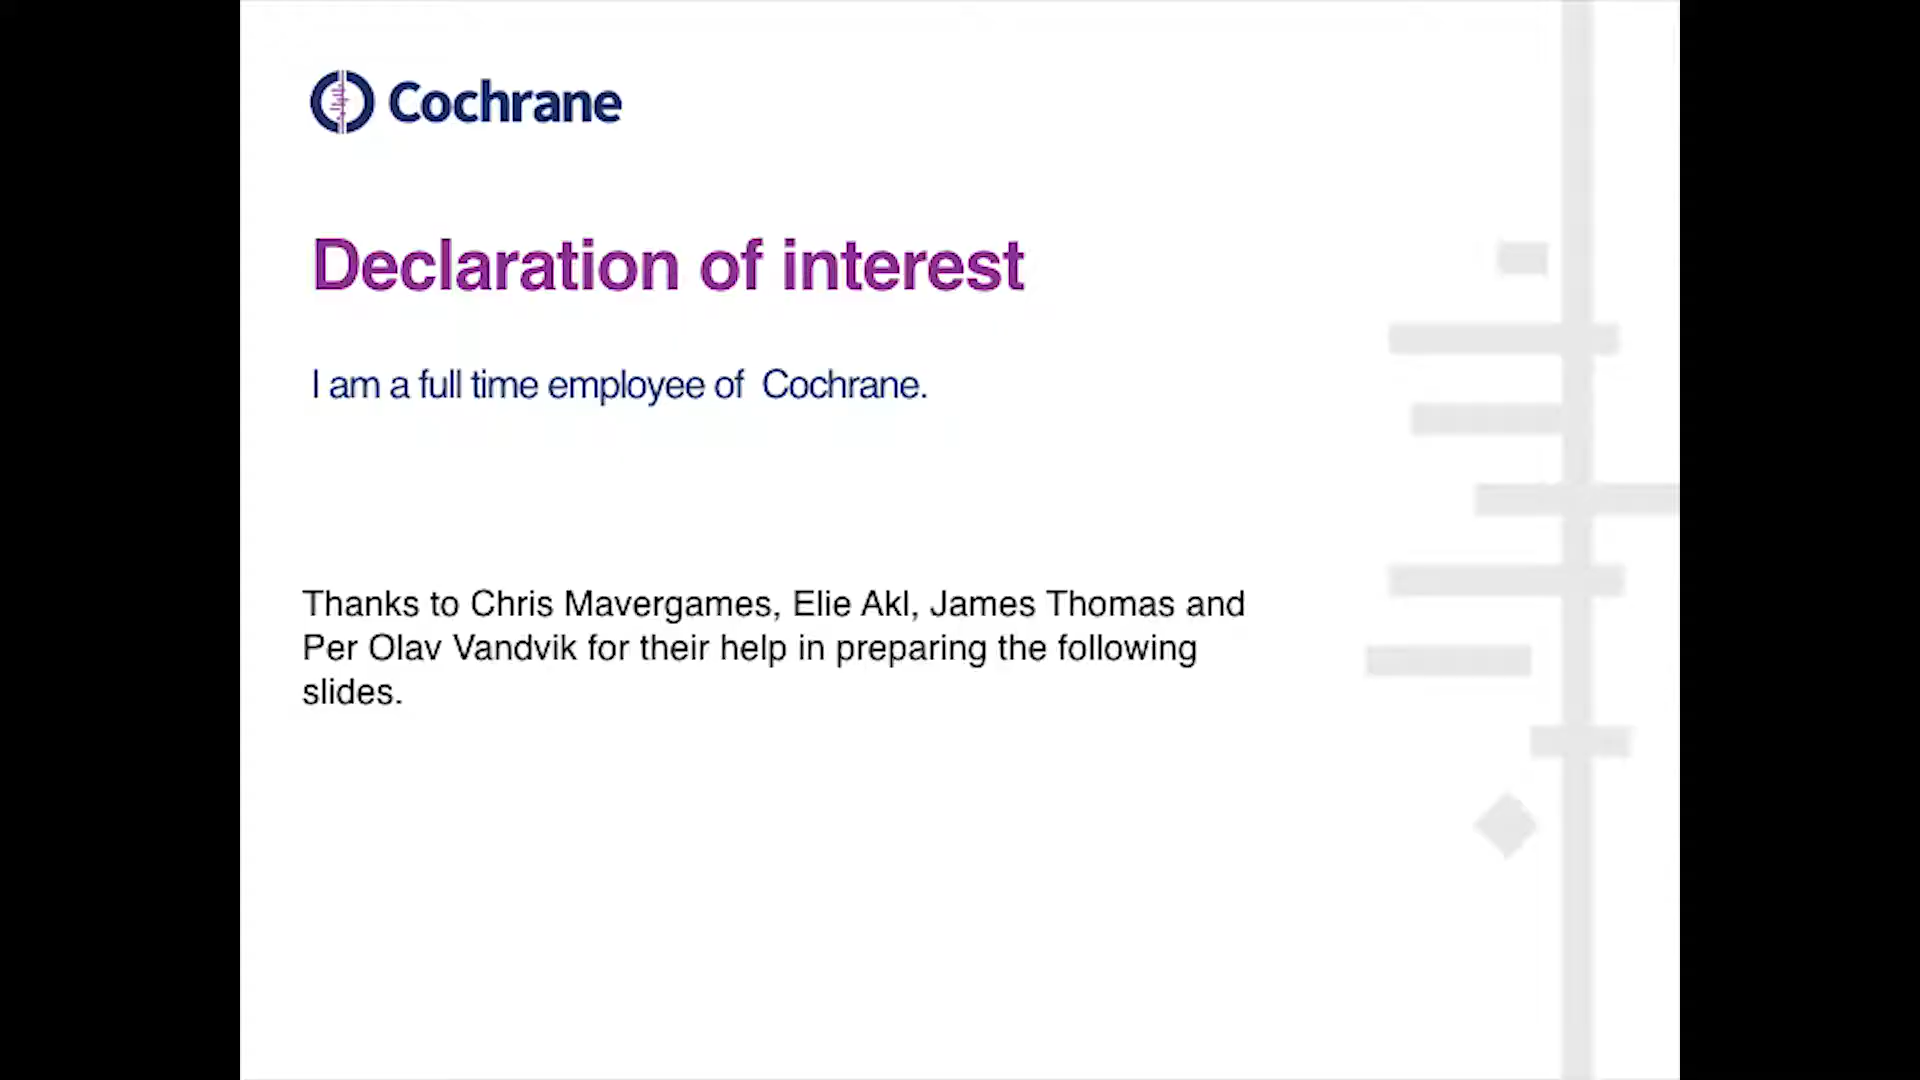 Cochrane
Declaration of interest
I am a full time employee of Cochrane.
Thanks to Chris Mavergames, Elie Akl, James Thomas and
Per Olav Vandvik for their help in preparing the following
slides.